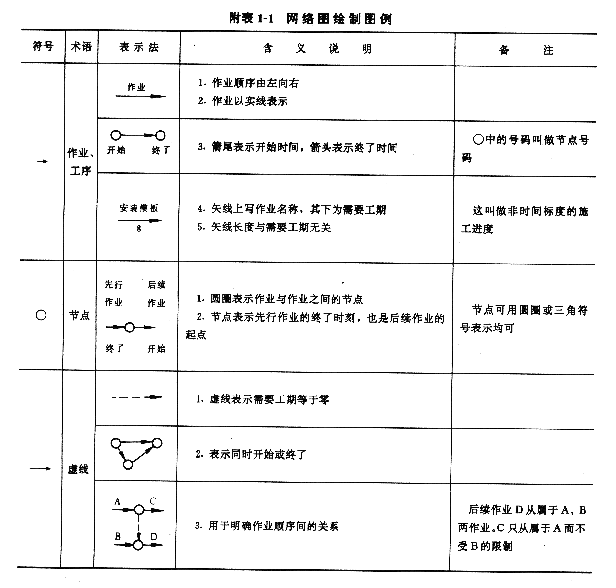 附表1-1 网络图绘制图例
符号 术语 表示法 含义说明 备注
作业
1. 作业顺序由左向右
2. 作业以实线表示
作业、
工序
开始 终了
3. 箭尾表示开始时间，箭头表示终了时间
○中的号码叫做节点号
码
安装模板
8
4. 矢线上写作业名称，其下为需要工期
5. 矢线长度与需要工期无关
这叫做非时间标度的施
工进度
节点
先行 后续
作业 作业
终了 开始
1. 圆圈表示作业与作业之间的节点
2. 节点表示先行作业的终了时刻，也是后续作业的
起点
节点可用圆圈或三角符
号表示均可
虚线
1. 虚线表示需要工期等于零
2. 表示同时开始或终了
A C
B D
3. 用于明确作业顺序间的关系
后续作业D从属于A、B
两作业。C只从属于A而不
受B的限制